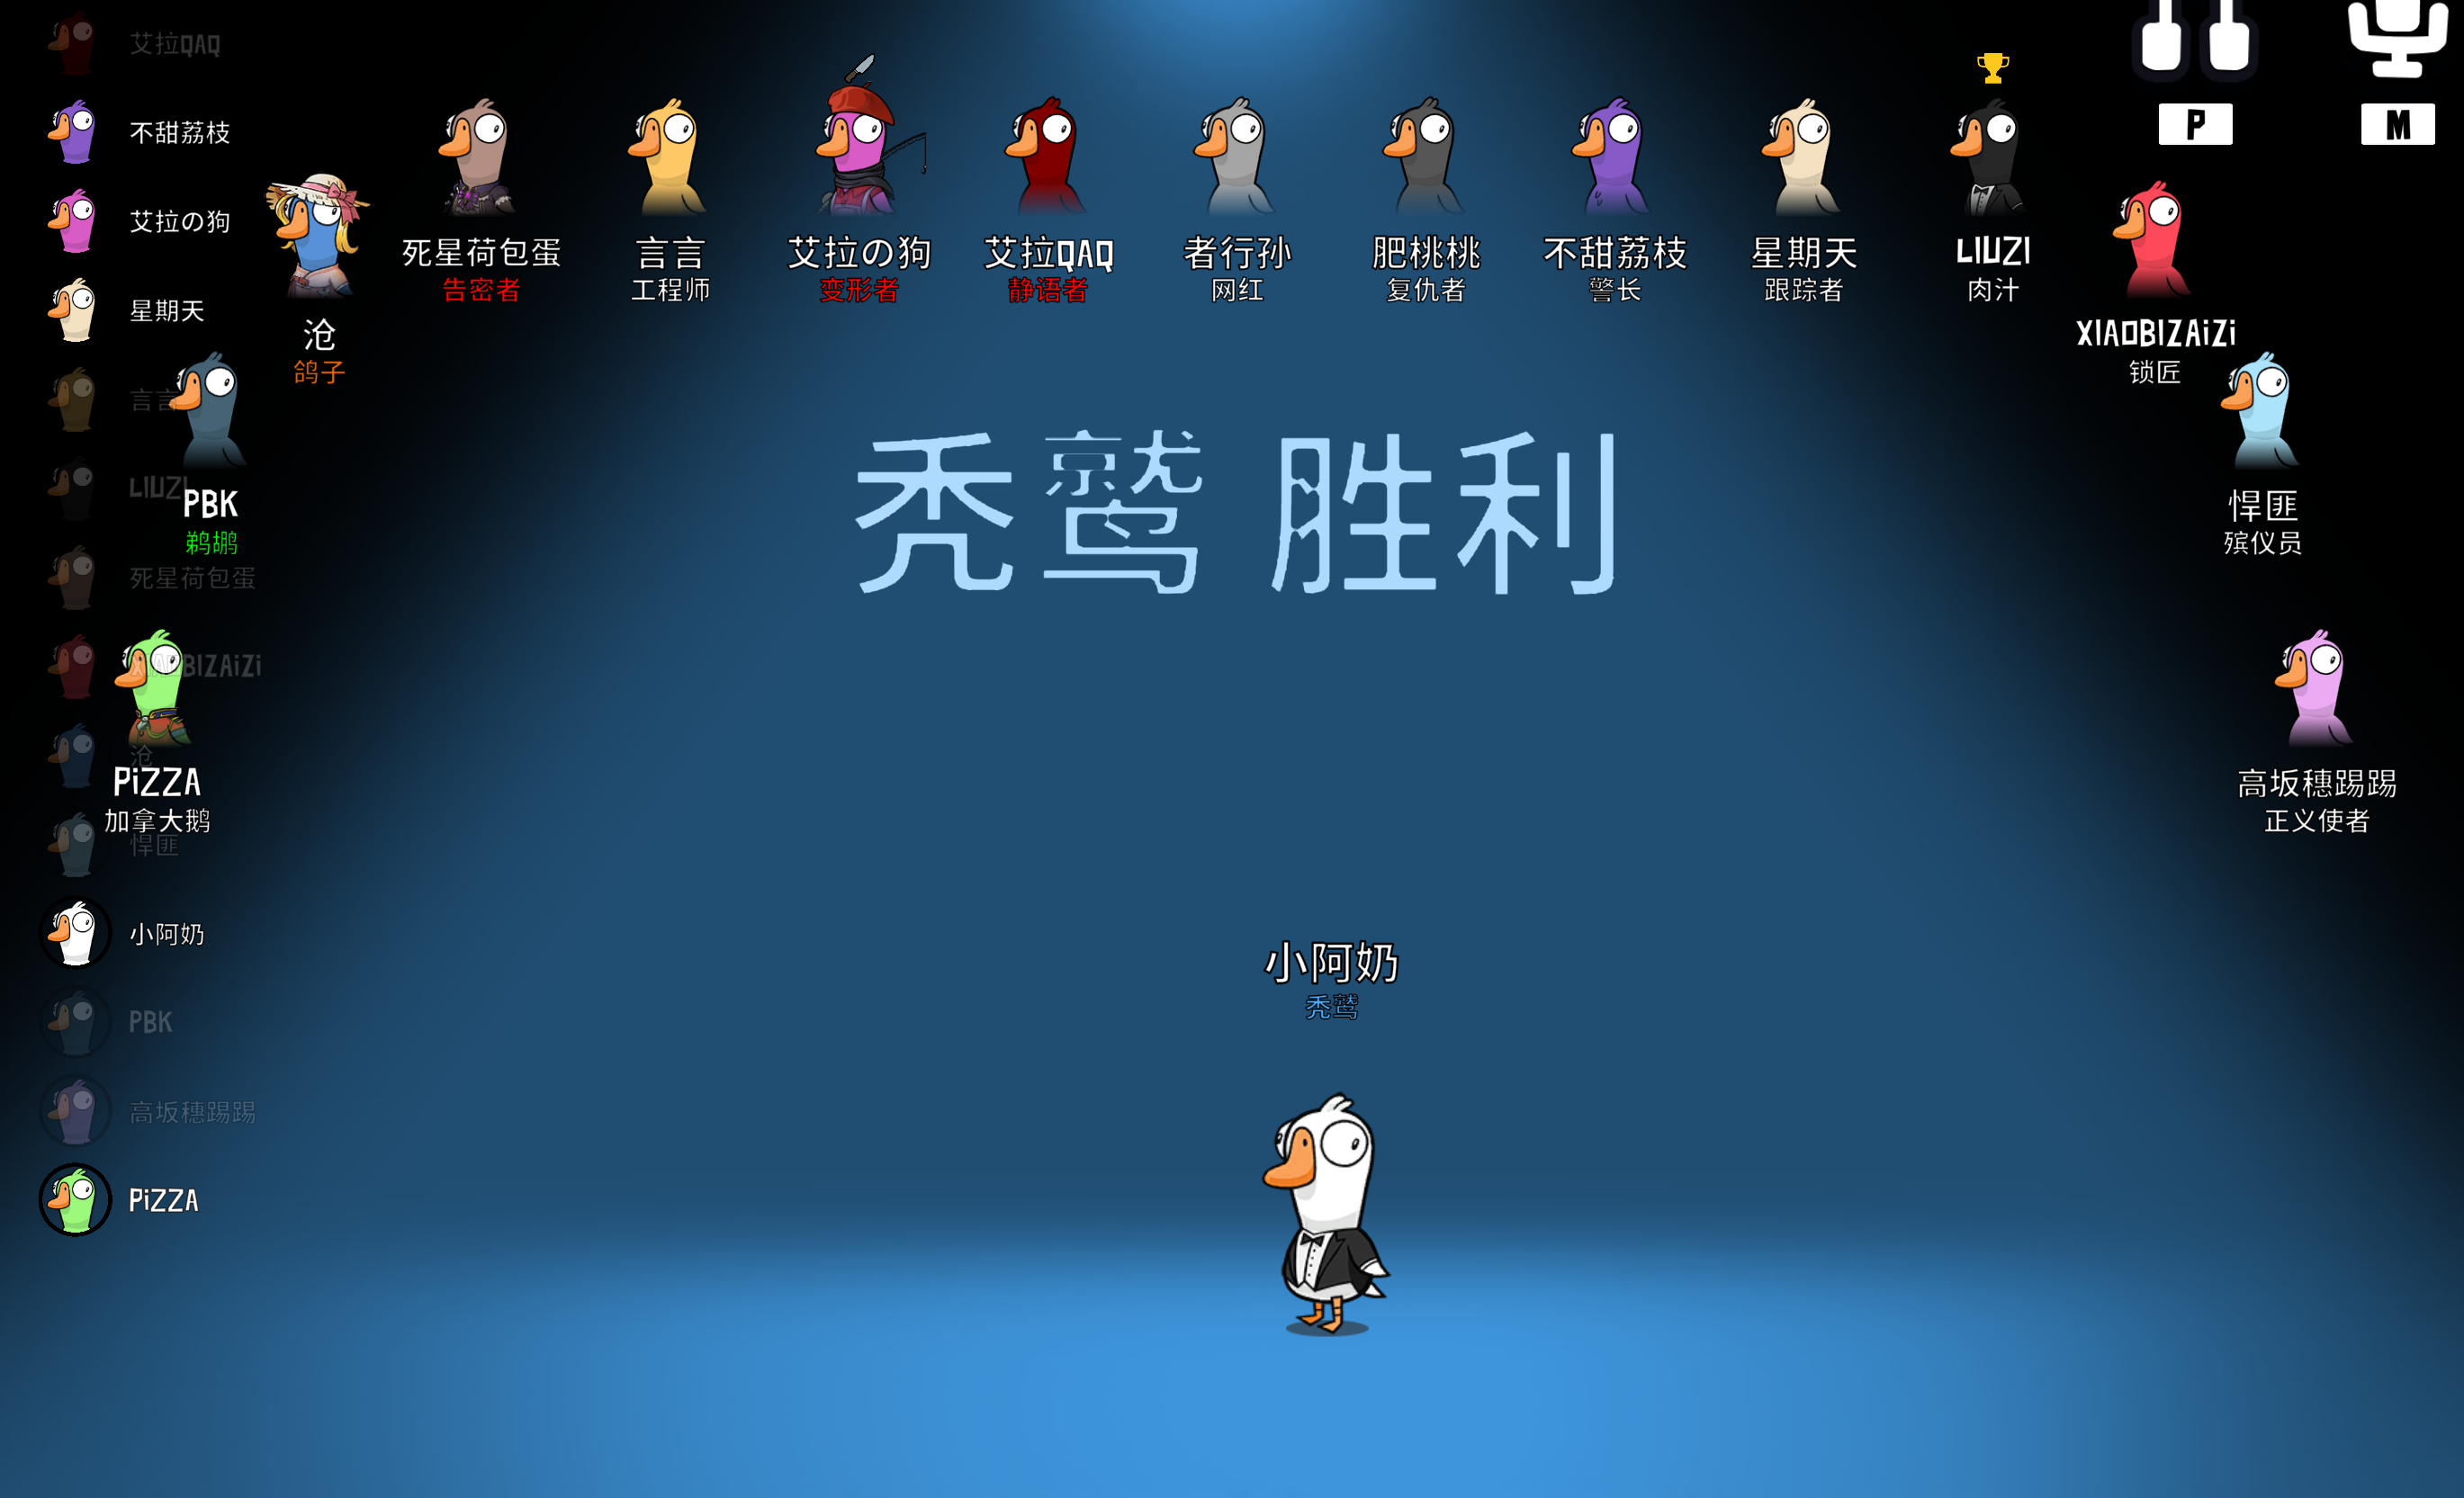 艾拉QAQ
不甜荔枝
艾拉の狗
星期天
言言
LIUZI
死星荷包蛋
XIAOBIZAiZi
沧
悍匪
小阿奶
PBK
高坂穗踢踢
PiZZA
PiZZA
加拿大鹅
PBK
鹈鹕
沧
鸽子
死星荷包蛋
告密者
言言
工程师
艾拉の狗
变形者
艾拉QAQ
静语者
者行孙
网红
肥桃桃
复仇者
不甜荔枝
警长
星期天
跟踪者
LIUZI
肉汁
XIAOBIZAiZi
锁匠
悍匪
殡仪员
高坂穗踢踢
正义使者
P
M
秃鹫 胜利
小阿奶
秃鹫